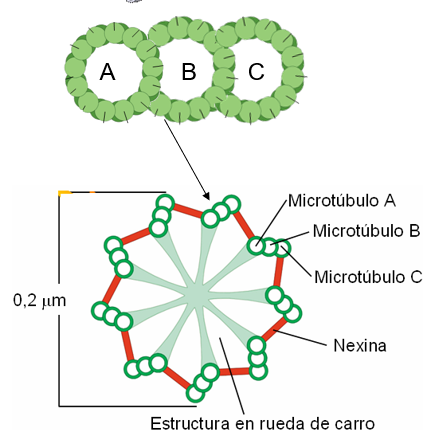 A B C
Microtúbulo A
Microtúbulo B
Microtúbulo C
0,2 μm
Nexina
Estructura en rueda de carro